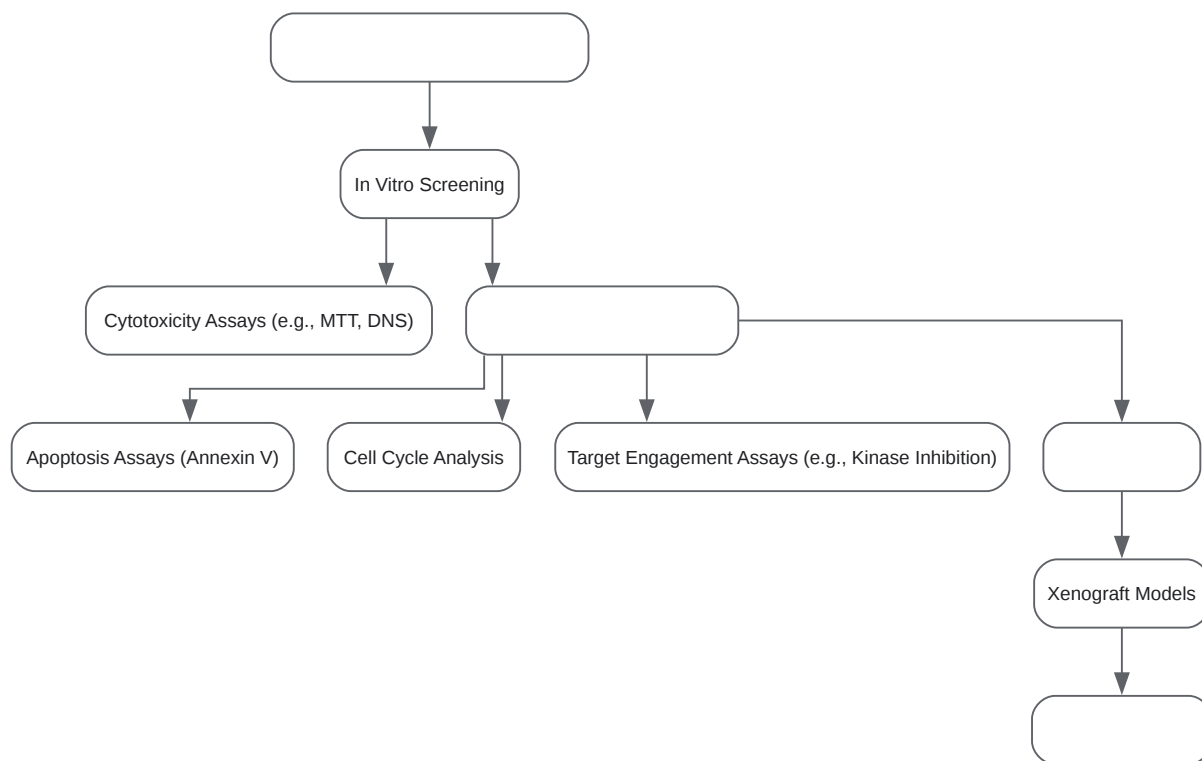 In Vitro Screening
Cytotoxicity Assays (e.g., MTT, DNS)
Apoptosis Assays (Annexin V)
Cell Cycle Analysis
Target Engagement Assays (e.g., Kinase Inhibition)
Xenograft Models